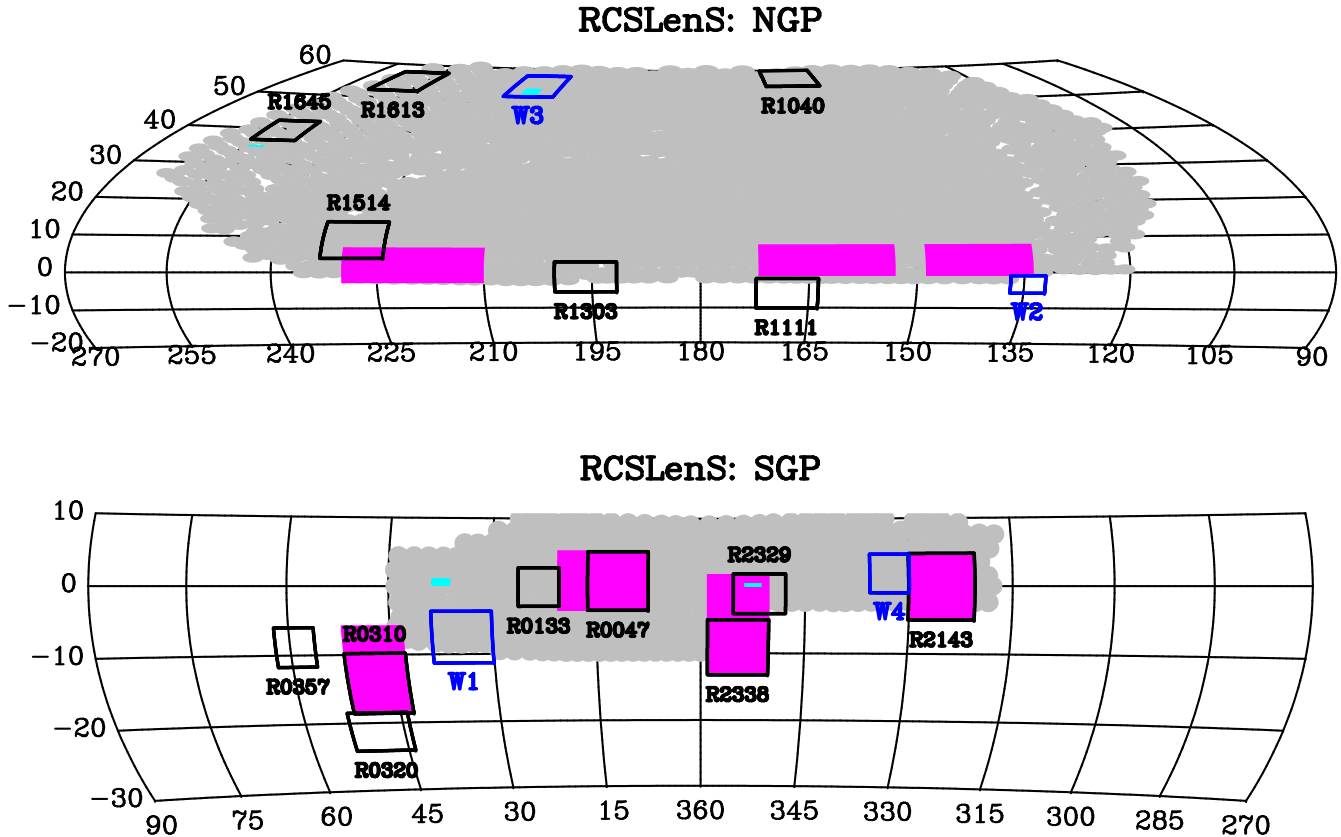 RCSLenS: NGP
60
50
R1645
R1613
W3
R1040
40
30
20
R1514
10
0
−10
R1303
R1111
W2
−20
270 255 240 225 210 195 180 165 150 135 120 105 90
RCSLenS: SGP
10
R2329
0
W4
R0133 R0047
R0310
R2143
−10
R0357
W1
R2338
−20
R0320
−30
90 75 60 45 30 15 360 345 330 315 300 285 270